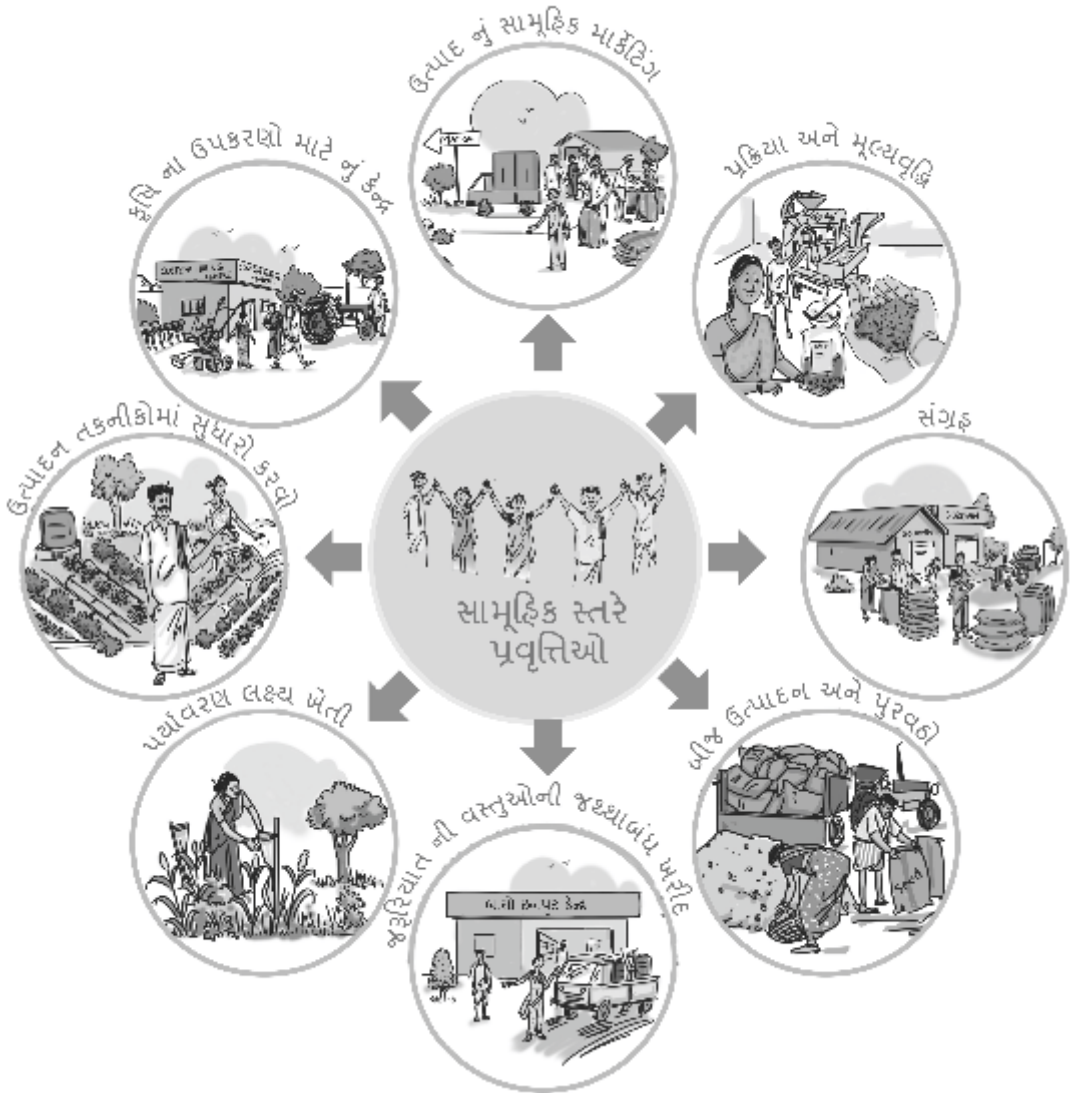 ઉત્પાદ નું સામૂહિક માર્કેટિંગ
પ્રક્રિયા અને મૂલ્યવૃદ્ધિ
સંગ્રહ
બીજ ઉત્પાદન અને પુરવઠો
જરૂરિયાત ની વસ્તુઓની જથ્થાબંધ ખરીદ
પર્યાવરણ લક્ષ્ય ખેતી
ઉત્પાદન તકનીકોમાં સુધારો કરવો
કૃષિ ના ઉપકરણો માટે નું કેન્દ્ર
સામૂહિક સ્તરે
પ્રવૃત્તિઓ